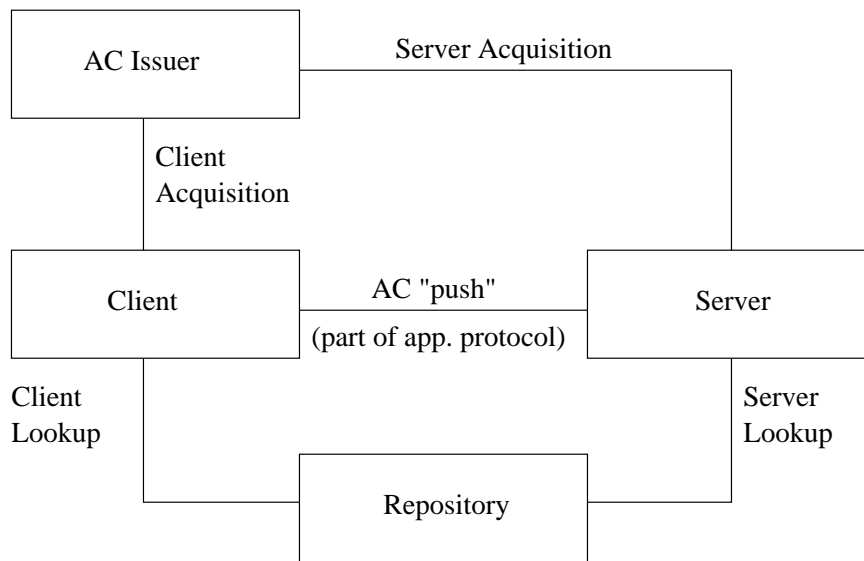 AC Issuer
Server Acquisition
Client
Acquisition
Client
AC "push"
(part of app. protocol)
Server
Client
Lookup
Server
Lookup
Repository